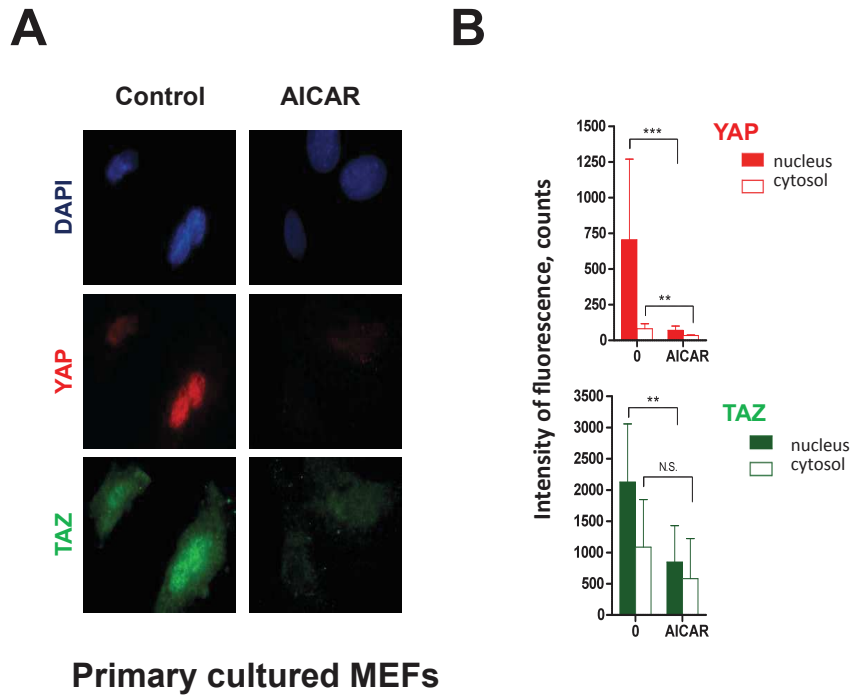 A
Control
AICAR
DAPI
YAP
TAZ
Primary cultured MEFs
B
Intensity of fluorescence, counts
YAP
nucleus
cytosol
1500
1250
1000
750
500
250
0
***
**
0
AICAR
TAZ
nucleus
cytosol
3500
3000
2500
2000
1500
1000
500
0
**
N.S.
0
AICAR